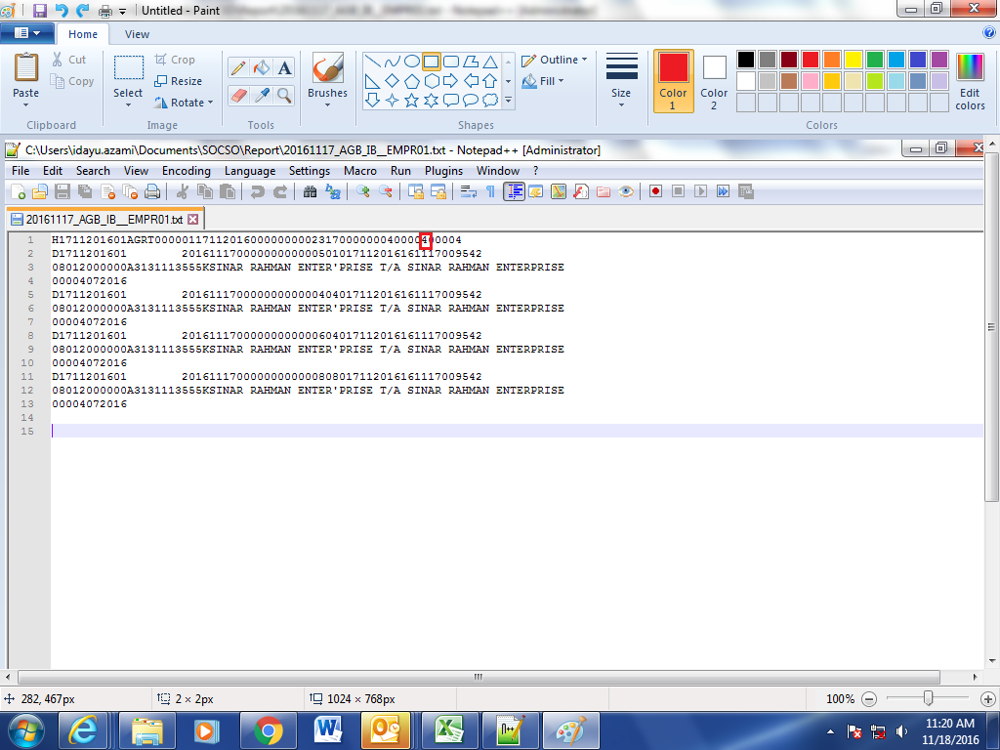 Untitled - Paint
Home
View
Paste
Cut
Copy
Clipboard
Select
Crop
Resize
Rotate
Image
A
Tools
Brushes
Shapes
Outline
Fill
Size
Color 1
Color 2
Edit colors
Colors
C:\Users\idayu.azami\Documents\SOCSO\Report\20161117_AGB_IB__EMPR01.txt - Notepad++ [Administrator]
File Edit Search View Encoding Language Settings Macro Run Plugins Window ?
20161117_AGB_IB__EMPR01.txt
1 H1711201601AGRT00000117112016000000000231700000004000040 0004
2 D1711201601 20161117000000000000501017112016161117009542
3 08012000000A3131113555KSINAR RAHMAN ENTER'PRISE T/A SINAR RAHMAN ENTERPRISE
4 00004072016
5 D1711201601 20161117000000000000404017112016161117009542
6 08012000000A3131113555KSINAR RAHMAN ENTER'PRISE T/A SINAR RAHMAN ENTERPRISE
7 00004072016
8 D1711201601 20161117000000000000604017112016161117009542
9 08012000000A3131113555KSINAR RAHMAN ENTER'PRISE T/A SINAR RAHMAN ENTERPRISE
10 00004072016
11 D1711201601 20161117000000000000808017112016161117009542
12 08012000000A3131113555KSINAR RAHMAN ENTER'PRISE T/A SINAR RAHMAN ENTERPRISE
13 00004072016
14
15
282, 467px
2 × 2px
1024 × 768px
100%
11:20 AM
11/18/2016